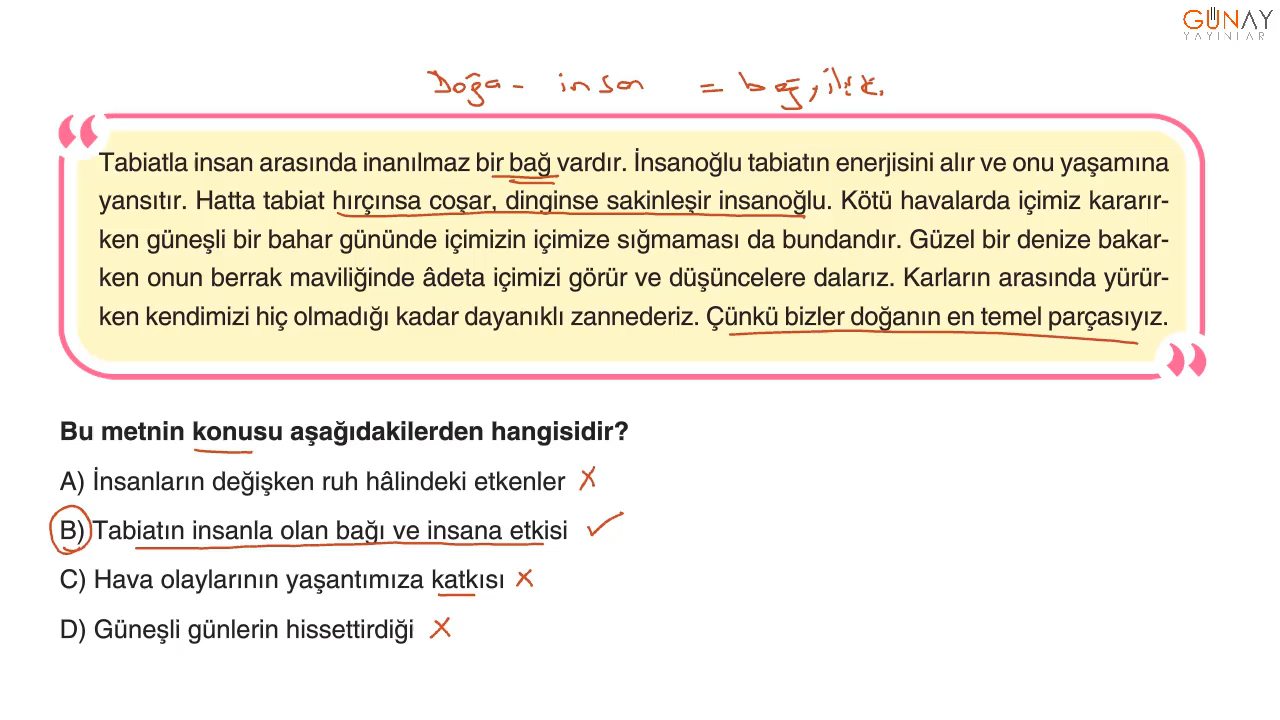 GÜNAY
YAYINLAR
Doğa - insan = bağ, ilişk.
Tabiatla insan arasında inanılmaz bir bağ vardır. İnsanoğlu tabiatın enerjisini alır ve onu yaşamına
yansıtır. Hatta tabiat hırçınsa coşar, dinginse sakinleşir insanoğlu. Kötü havalarda içimiz kararır-
ken güneşli bir bahar gününde içimizin içimize sığmaması da bundandır. Güzel bir denize bakar-
ken onun berrak maviliğinde âdeta içimizi görür ve düşüncelere dalarız. Karların arasında yürür-
ken kendimizi hiç olmadığı kadar dayanıklı zannederiz. Çünkü bizler doğanın en temel parçasıyız.
Bu metnin konusu aşağıdakilerden hangisidir?
A) İnsanların değişken ruh hâlindeki etkenler
B) Tabiatın insanla olan bağı ve insana etkisi
C) Hava olaylarının yaşantımıza katkısı
D) Güneşli günlerin hissettirdiği